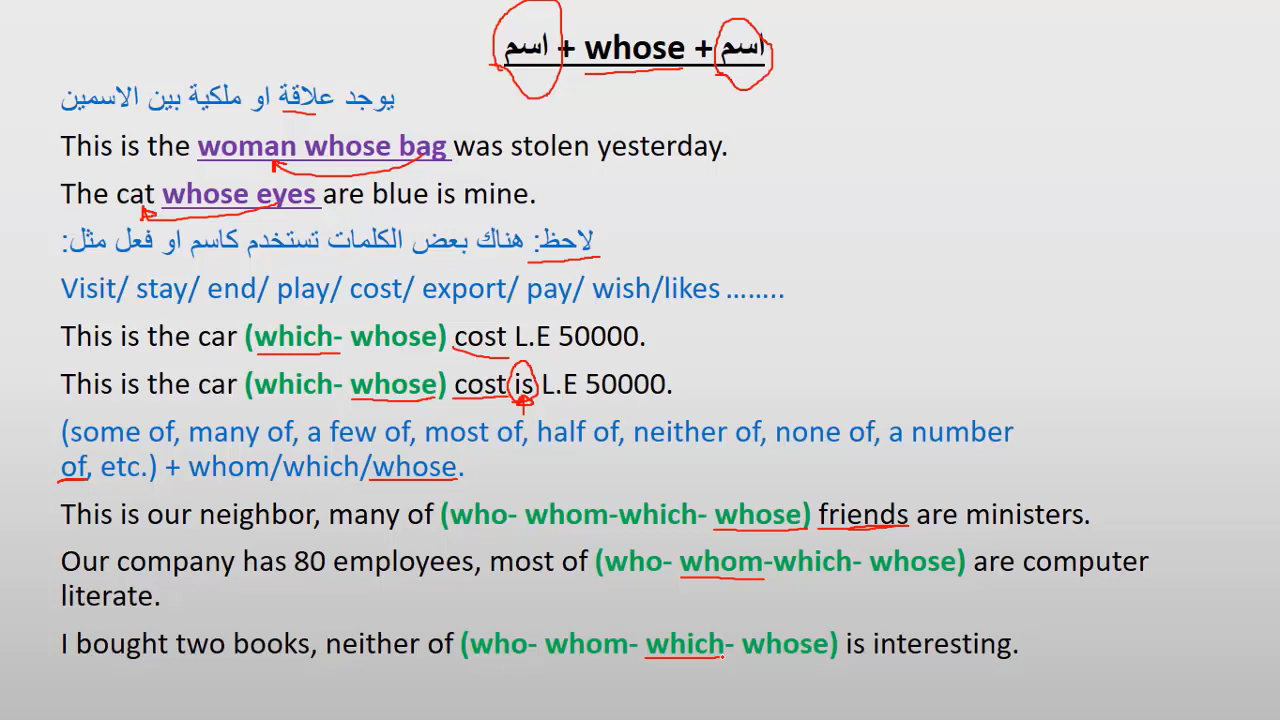 اسم + whose + اسم
يوجد علاقة او ملكية بين الاسمين
This is the woman whose bag was stolen yesterday.
The cat whose eyes are blue is mine.
لاحظ: هناك بعض الكلمات تستخدم كاسم او فعل مثل:
Visit/ stay/ end/ play/ cost/ export/ pay/ wish/likes ……..
This is the car (which- whose) cost L.E 50000.
This is the car (which- whose) cost is L.E 50000.
(some of, many of, a few of, most of, half of, neither of, none of, a number
of, etc.) + whom/which/whose.
This is our neighbor, many of (who- whom-which- whose) friends are ministers.
Our company has 80 employees, most of (who- whom-which- whose) are computer
literate.
I bought two books, neither of (who- whom- which- whose) is interesting.